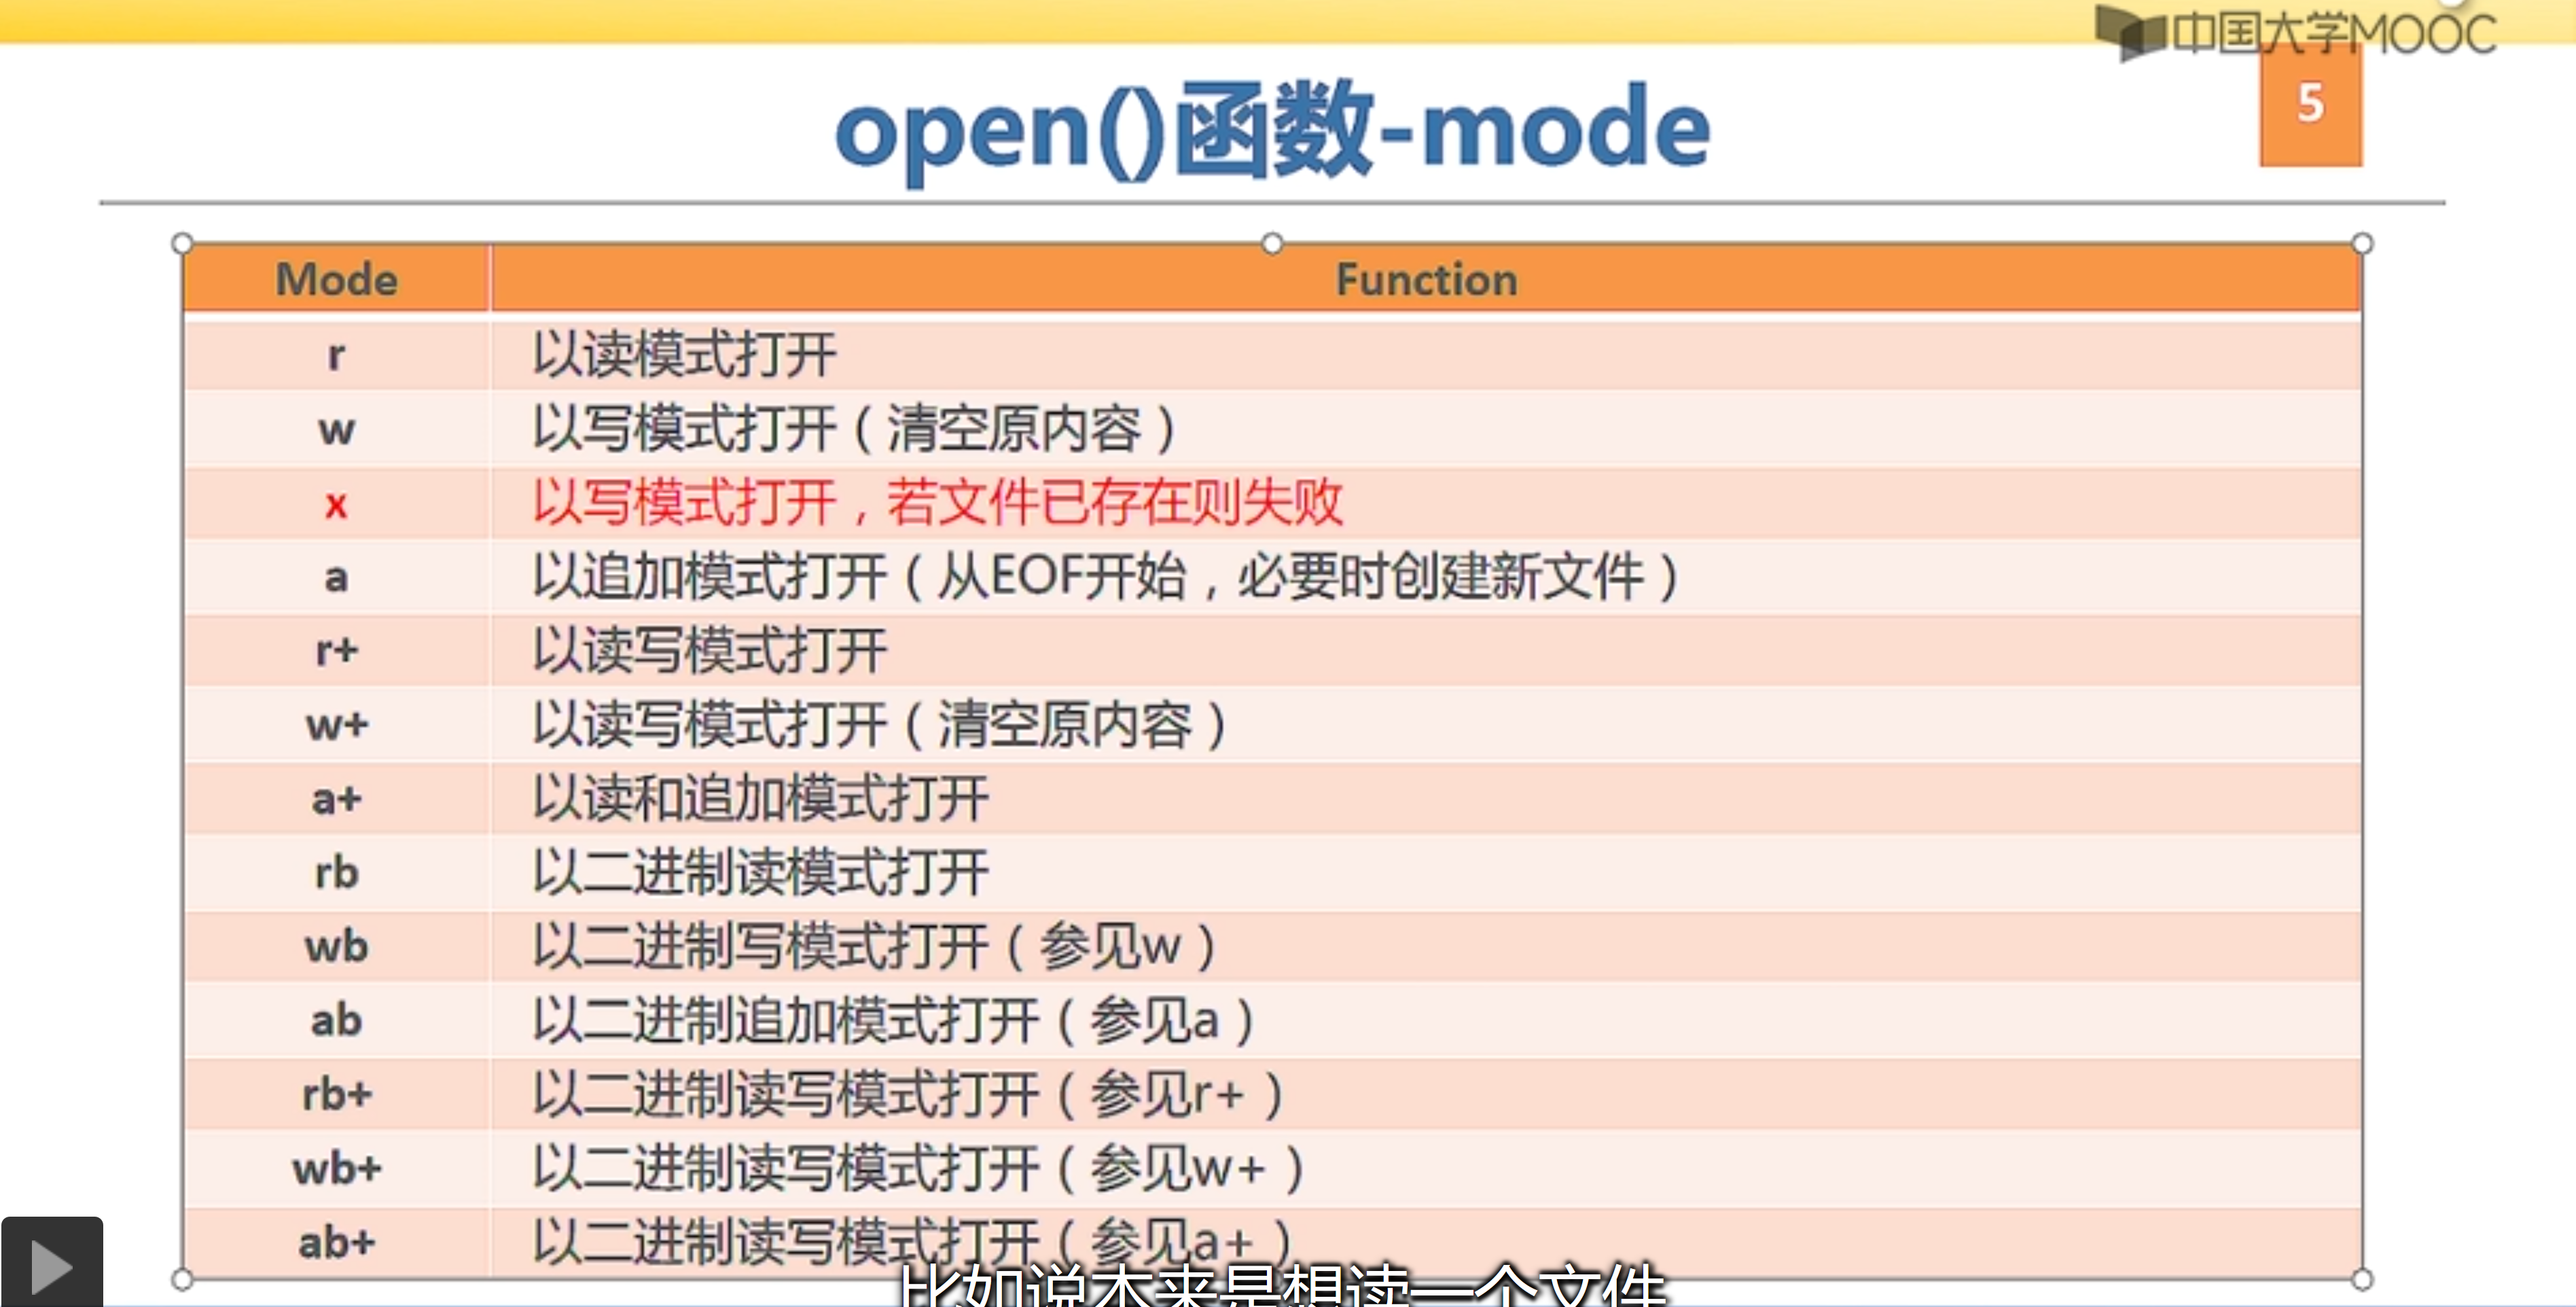 中国大学MOOC
5
open()函数-mode
Mode Function
r 以读模式打开
w 以写模式打开（清空原内容）
x 以写模式打开，若文件已存在则失败
a 以追加模式打开（从EOF开始，必要时创建新文件）
r+ 以读写模式打开
w+ 以读写模式打开（清空原内容）
a+ 以读和追加模式打开
rb 以二进制读模式打开
wb 以二进制写模式打开（参见w）
ab 以二进制追加模式打开（参见a）
rb+ 以二进制读写模式打开（参见r+）
wb+ 以二进制读写模式打开（参见w+）
ab+ 以二进制读写模式打开（参见a+）
比如说本来是想读一个文件